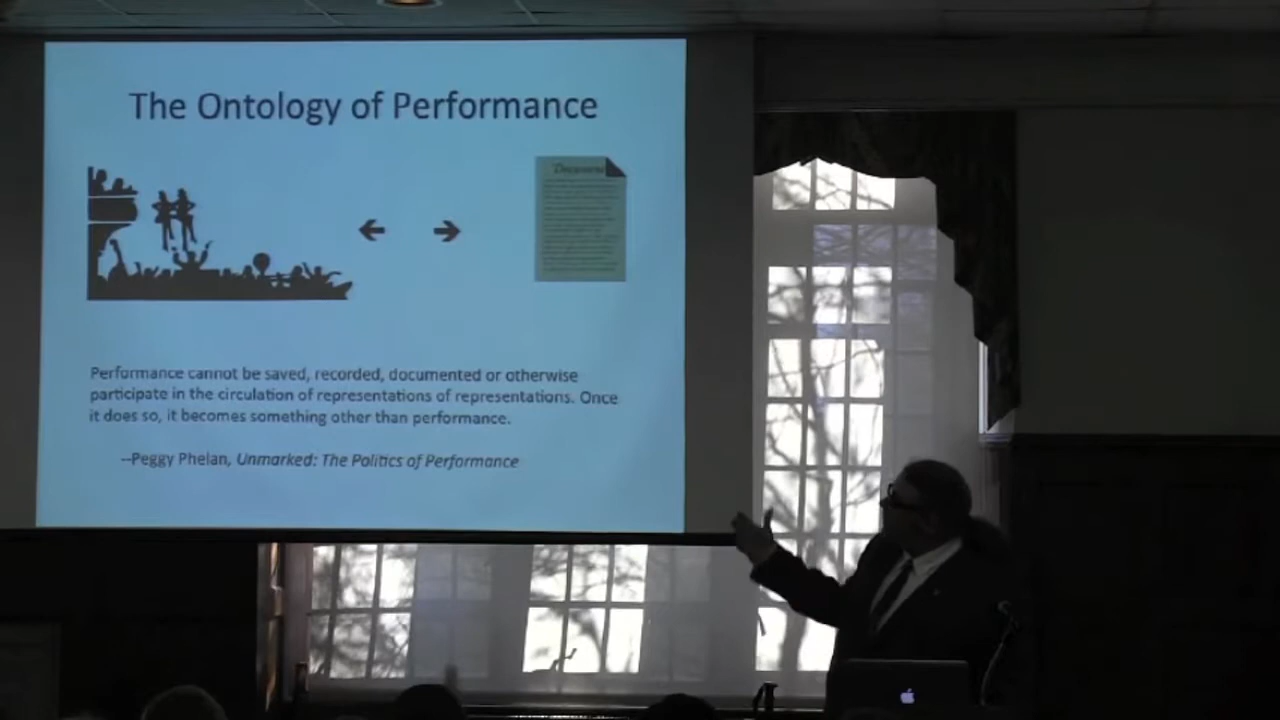 The Ontology of Performance
Document
Performance cannot be saved, recorded, documented or otherwise
participate in the circulation of representations of representations. Once
it does so, it becomes something other than performance.
--Peggy Phelan, Unmarked: The Politics of Performance